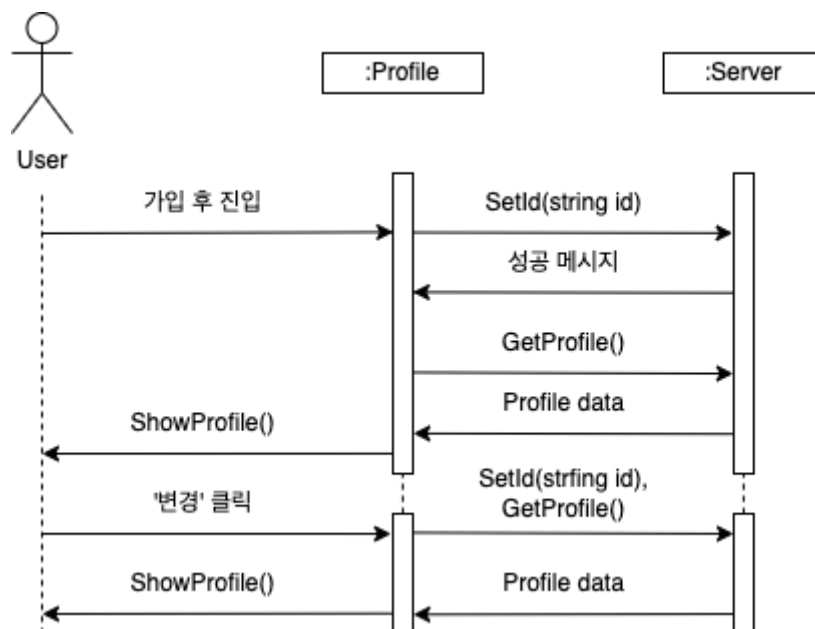 :Profile
:Server
User
가입 후 진입
SetId(string id)
성공 메시지
GetProfile()
Profile data
ShowProfile()
SetId(strfing id),
GetProfile()
'변경' 클릭
ShowProfile()
Profile data